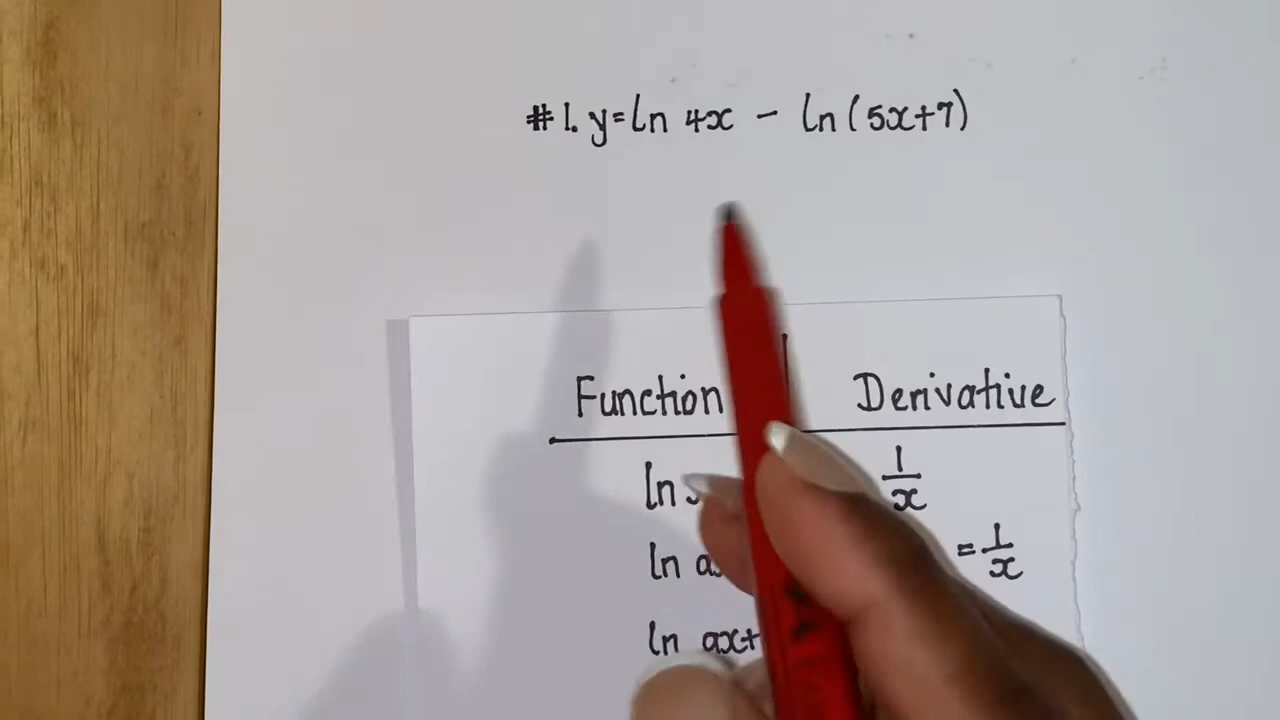 #1. y=ln 4x - ln(5x+7)
Function Derivative
ln 1/x
ln = 1/x
ln ax+